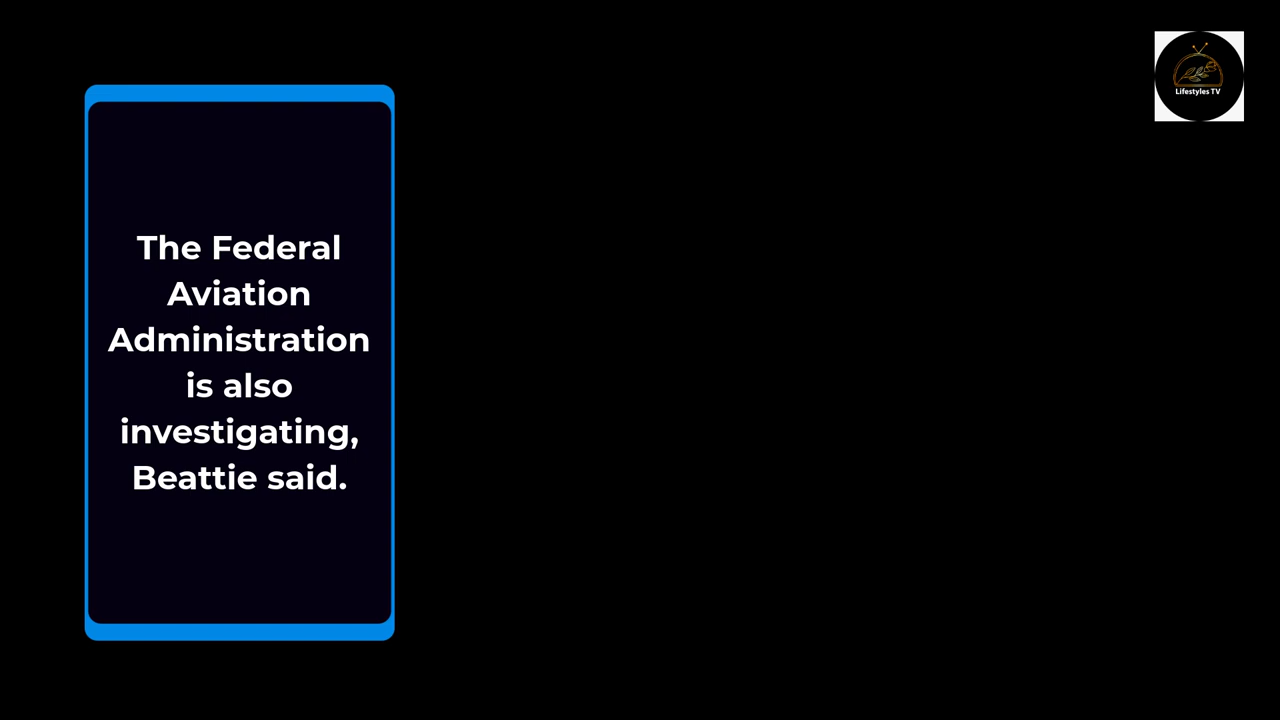 The Federal
Aviation
Administration
is also
investigating,
Beattie said.
Lifestyles TV